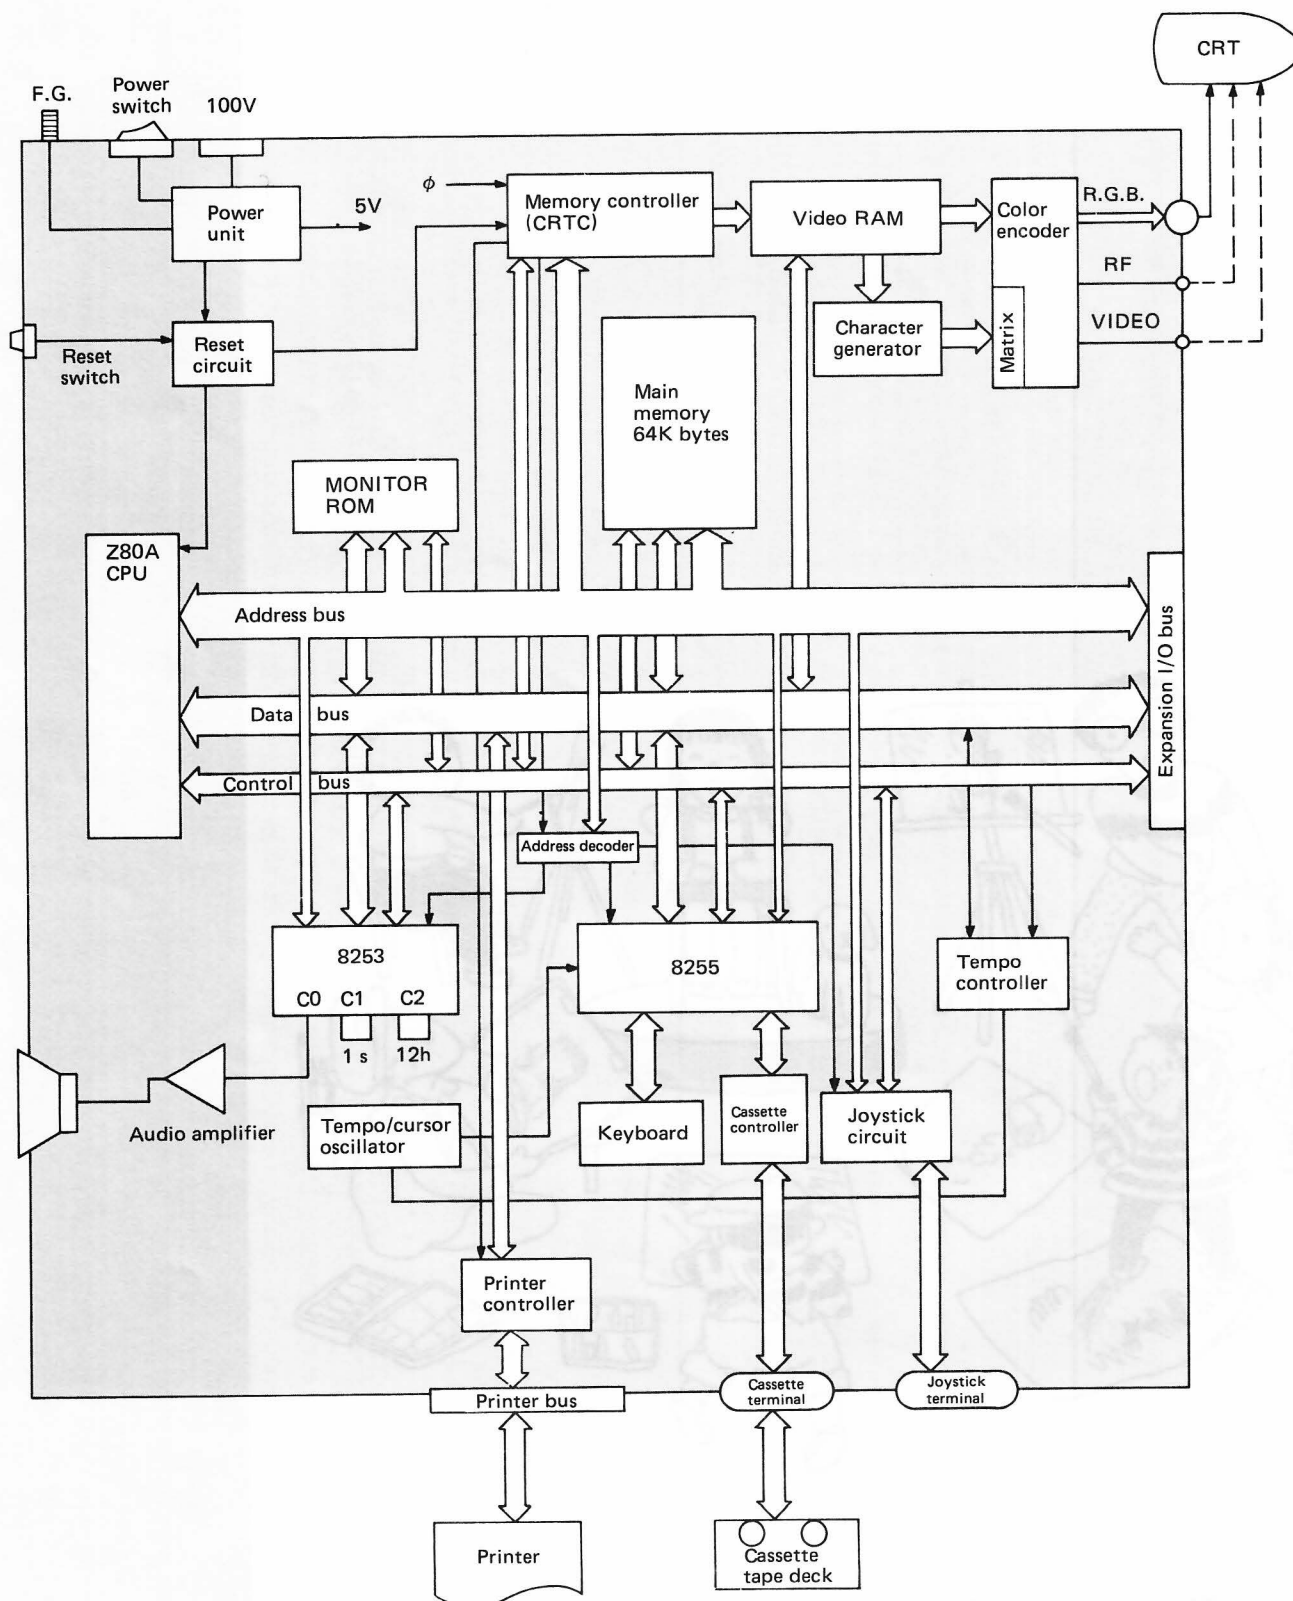 CRT
F.G.
Power
switch
100V
Power
unit
5V
ϕ
Memory controller
(CRTC)
Video RAM
Color
encoder
Matrix
R.G.B.
RF
VIDEO
Reset
switch
Reset
circuit
Character
generator
Main
memory
64K bytes
MONITOR
ROM
Z80A
CPU
Address bus
Data bus
Control bus
Expansion I/O bus
Address decoder
8253
C0 C1 C2
1 s 12h
8255
Tempo
controller
Audio amplifier
Tempo/cursor
oscillator
Keyboard
Cassette
controller
Joystick
circuit
Printer
controller
Printer bus
Cassette
terminal
Joystick
terminal
Printer
Cassette
tape deck